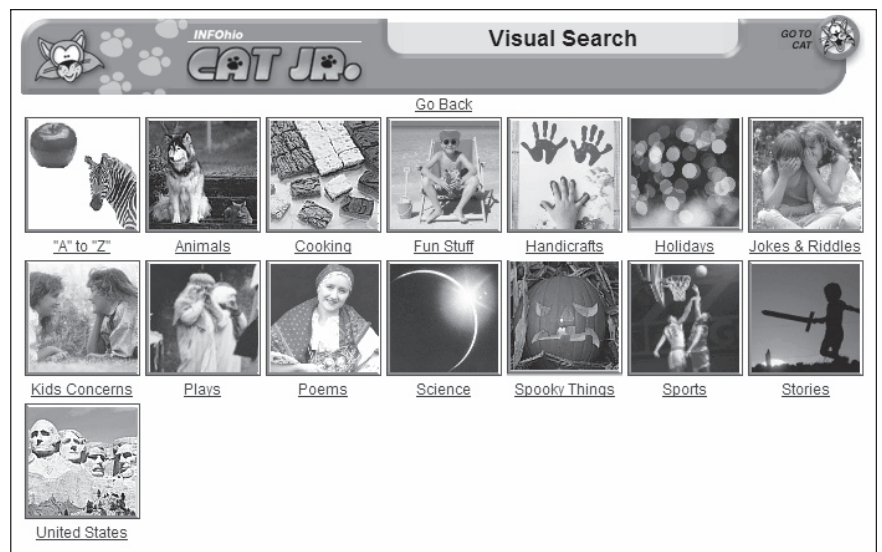 INFOhio
CAT JR.
Visual Search
GO TO
CAT
Go Back
"A" to "Z"
Animals
Cooking
Fun Stuff
Handicrafts
Holidays
Jokes & Riddles
Kids Concerns
Plays
Poems
Science
Spooky Things
Sports
Stories
United States